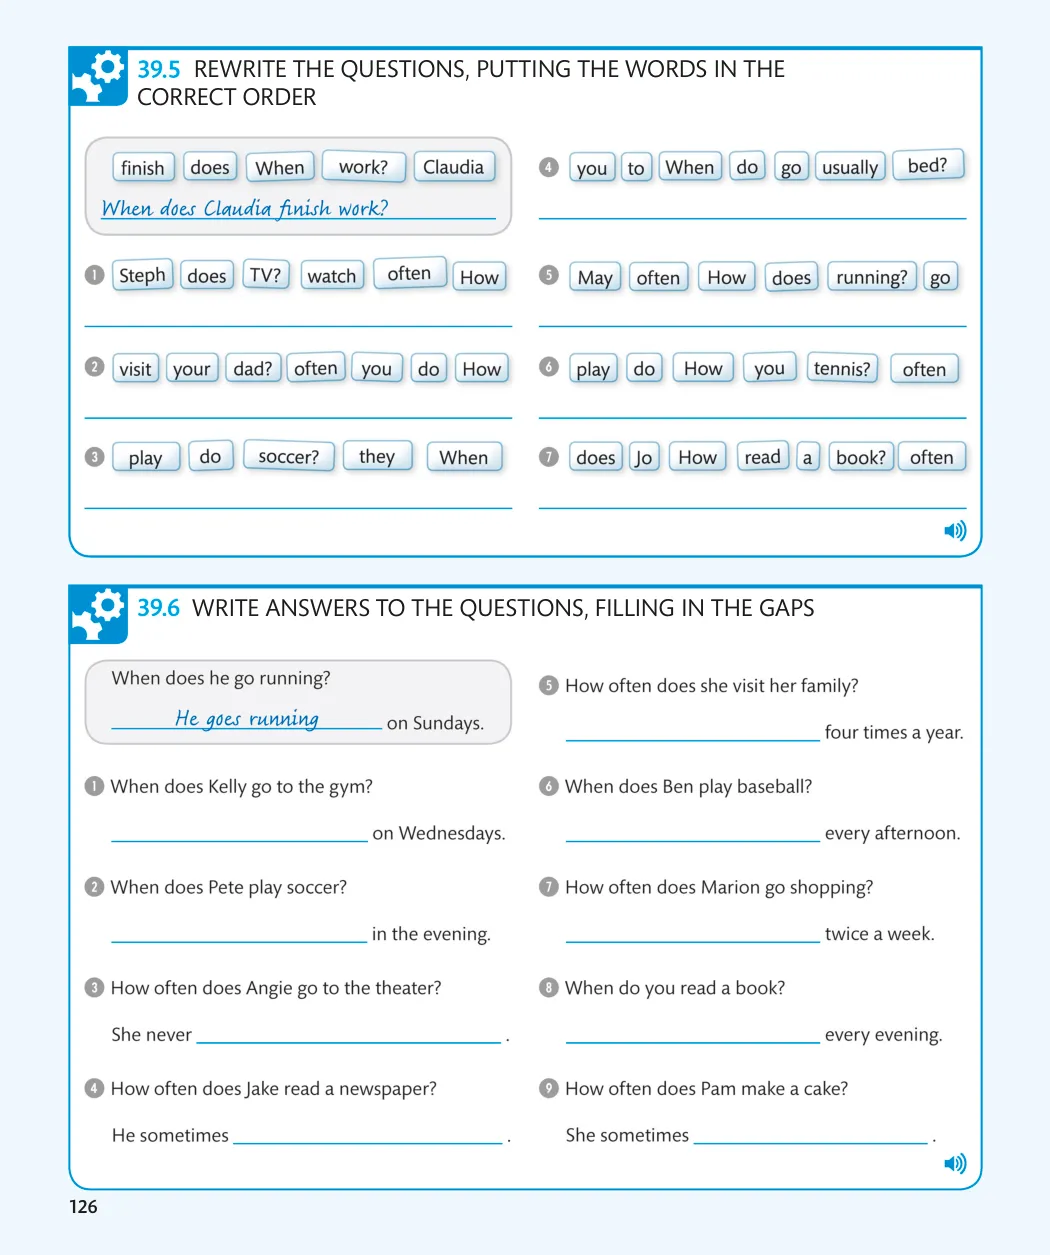 39.5 REWRITE THE QUESTIONS, PUTTING THE WORDS IN THE
CORRECT ORDER
finish does When work? Claudia
When does Claudia finish work?
1 Steph does TV? watch often How
2 visit your dad? often you do How
3 play do soccer? they When
4 you to When do go usually bed?
5 May often How does running? go
6 play do How you tennis? often
7 does Jo How read a book? often
39.6 WRITE ANSWERS TO THE QUESTIONS, FILLING IN THE GAPS
When does he go running?
He goes running on Sundays.
1 When does Kelly go to the gym?
on Wednesdays.
2 When does Pete play soccer?
in the evening.
3 How often does Angie go to the theater?
She never .
4 How often does Jake read a newspaper?
He sometimes .
5 How often does she visit her family?
four times a year.
6 When does Ben play baseball?
every afternoon.
7 How often does Marion go shopping?
twice a week.
8 When do you read a book?
every evening.
9 How often does Pam make a cake?
She sometimes .
126